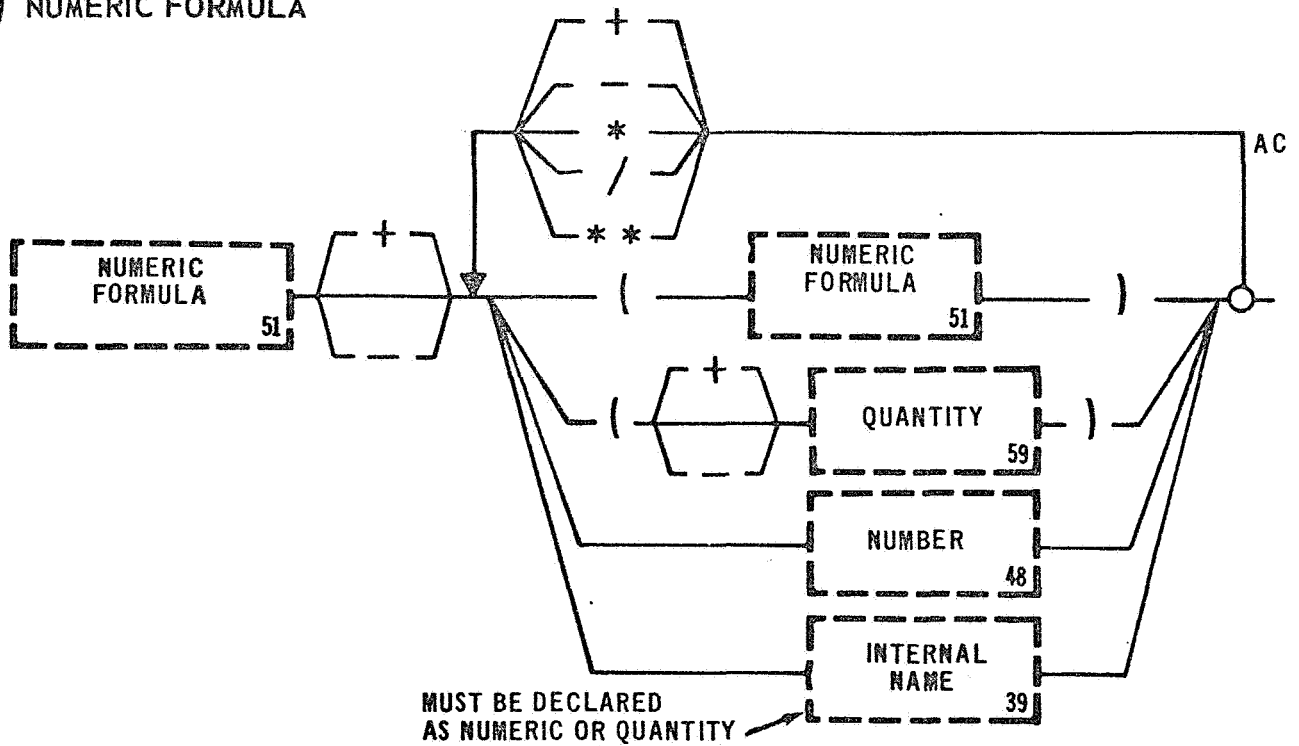 NUMERIC FORMULA
+
-
*
/
**
AC
NUMERIC
FORMULA
51
+
-
(
NUMERIC
FORMULA
51
)
(
+
-
QUANTITY
59
)
NUMBER
48
INTERNAL
NAME
39
MUST BE DECLARED
AS NUMERIC OR QUANTITY